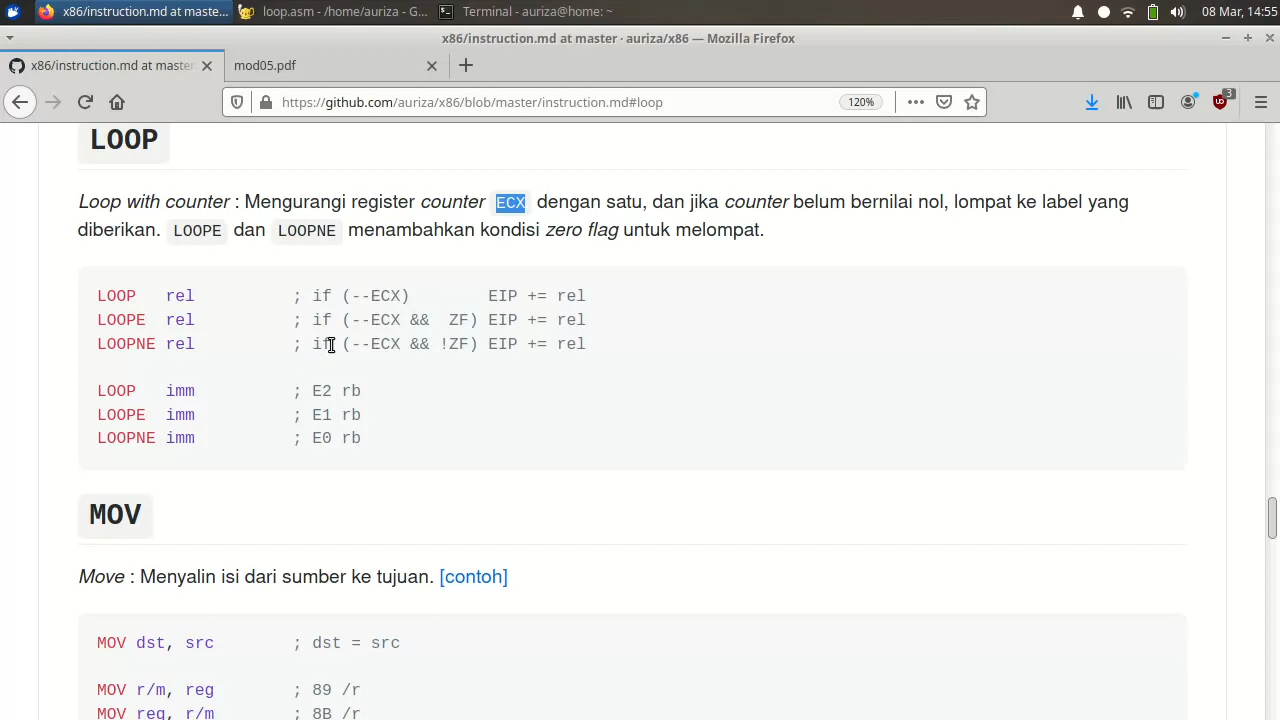 x86/instruction.md at maste...
loop.asm - /home/auriza - G...
Terminal - auriza@home: ~
08 Mar, 14:55
x86/instruction.md at master · auriza/x86 — Mozilla Firefox
x86/instruction.md at master
mod05.pdf
https://github.com/auriza/x86/blob/master/instruction.md#loop
120%
3
LOOP
Loop with counter : Mengurangi register counter ECX dengan satu, dan jika counter belum bernilai nol, lompat ke label yang
diberikan. LOOPE dan LOOPNE menambahkan kondisi zero flag untuk melompat.
LOOP   rel          ; if (--ECX)        EIP += rel
LOOPE  rel          ; if (--ECX &&  ZF) EIP += rel
LOOPNE rel          ; if (--ECX && !ZF) EIP += rel
LOOP   imm          ; E2 rb
LOOPE  imm          ; E1 rb
LOOPNE imm          ; E0 rb
MOV
Move : Menyalin isi dari sumber ke tujuan. [contoh]
MOV dst, src        ; dst = src
MOV r/m, reg        ; 89 /r
MOV reg, r/m        ; 8B /r